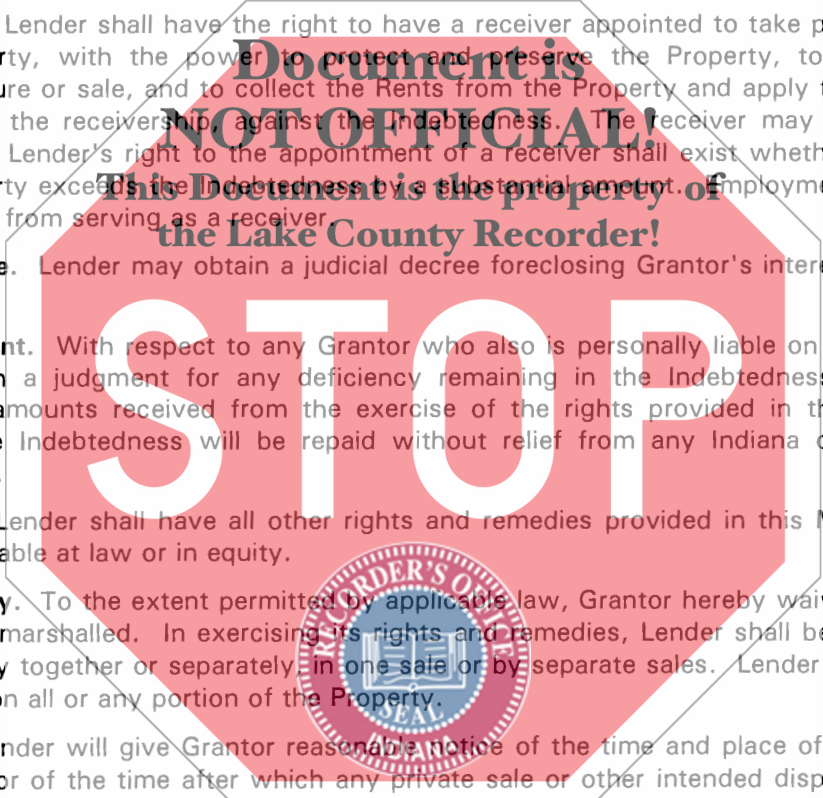 Lender shall have the right to have a receiver appointed to take p
rty, with the power to protect and preserve the Property, to
ure or sale, and to collect the Rents from the Property and apply
the receivership, against the Indebtedness. The receiver may
Lender's right to the appointment of a receiver shall exist wheth
rty exceeds the Indebtedness by a substantial amount. Employme
from serving as a receiver.
Document is
NOT OFFICIAL!
This Document is the property of
the Lake County Recorder!
e. Lender may obtain a judicial decree foreclosing Grantor's intere
STOP
nt. With respect to any Grantor who also is personally liable on
n a judgment for any deficiency remaining in the Indebtedness
amounts received from the exercise of the rights provided in th
e Indebtedness will be repaid without relief from any Indiana o
Lender shall have all other rights and remedies provided in this M
able at law or in equity.
y. To the extent permitted by applicable law, Grantor hereby waiv
marshalled. In exercising its rights and remedies, Lender shall be
y together or separately, in one sale or by separate sales. Lender
on all or any portion of the Property.
RECORDER'S OFFICE
SEAL
INDIANA
nder will give Grantor reasonable notice of the time and place of
or of the time after which any private sale or other intended disp